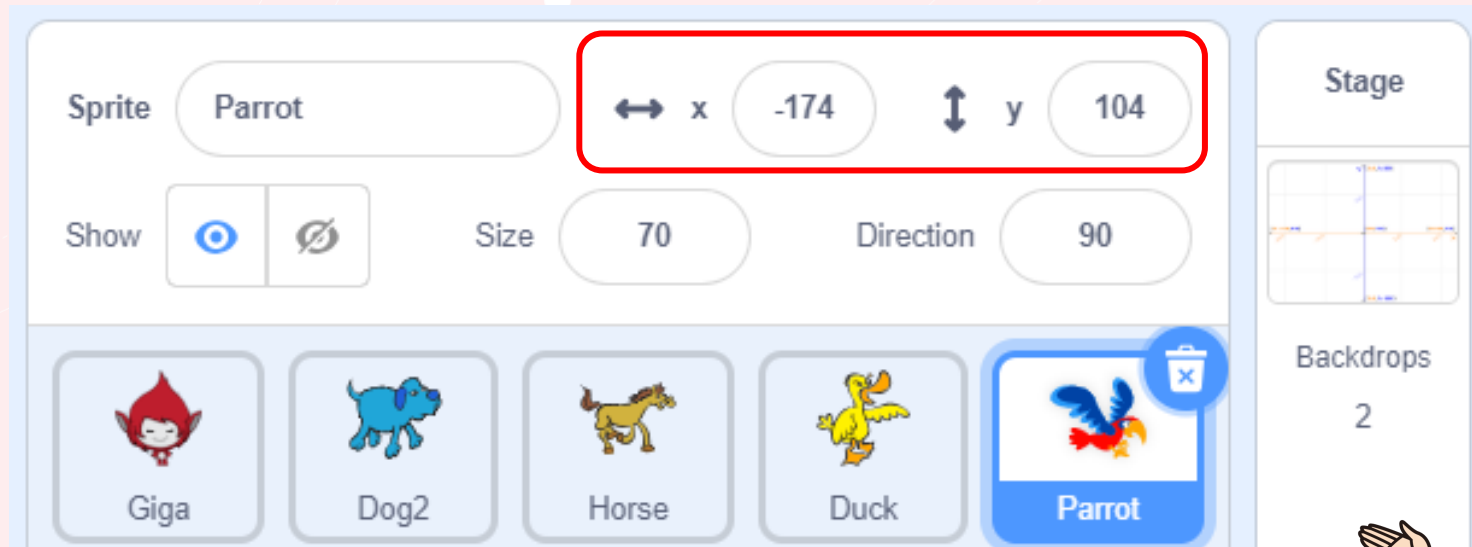 Sprite Parrot x -174 y 104
Show Size 70 Direction 90
Giga Dog2 Horse Duck Parrot
Stage
Backdrops
2